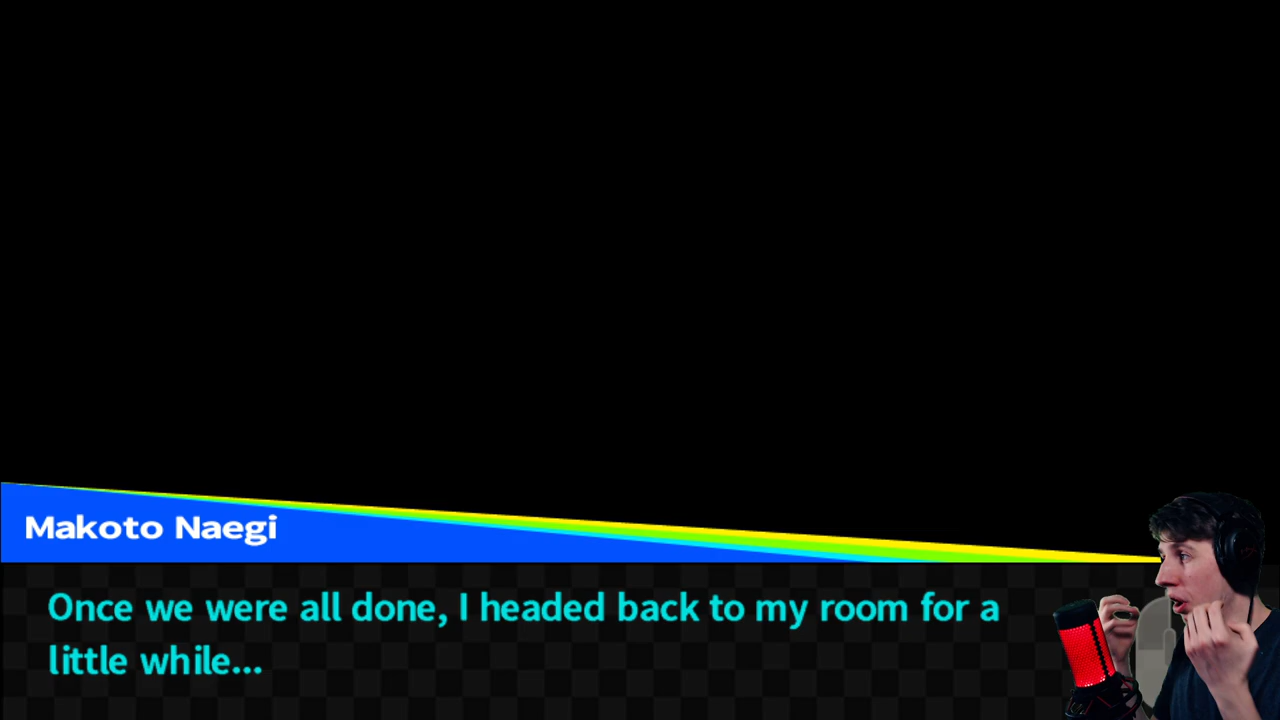 Makoto Naegi
Once we were all done, I headed back to my room for a
little while...